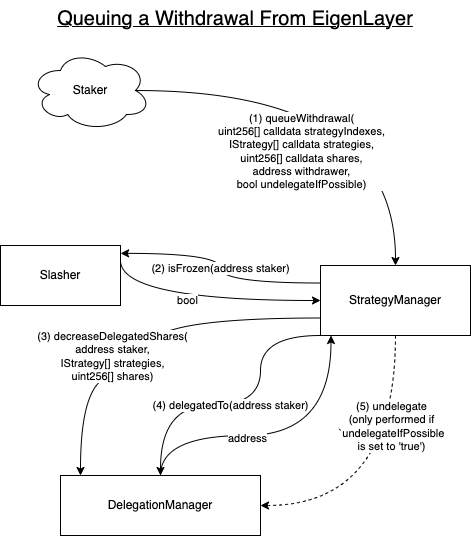 Queuing a Withdrawal From EigenLayer
Staker
(1) queueWithdrawal(
uint256[] calldata strategyIndexes,
IStrategy[] calldata strategies,
uint256[] calldata shares,
address withdrawer,
bool undelegateIfPossible)
Slasher
(2) isFrozen(address staker)
bool
StrategyManager
(3) decreaseDelegatedShares(
address staker,
IStrategy[] strategies,
uint256[] shares)
(4) delegatedTo(address staker)
address
(5) undelegate
(only performed if
undelegateIfPossible
is set to 'true')
DelegationManager